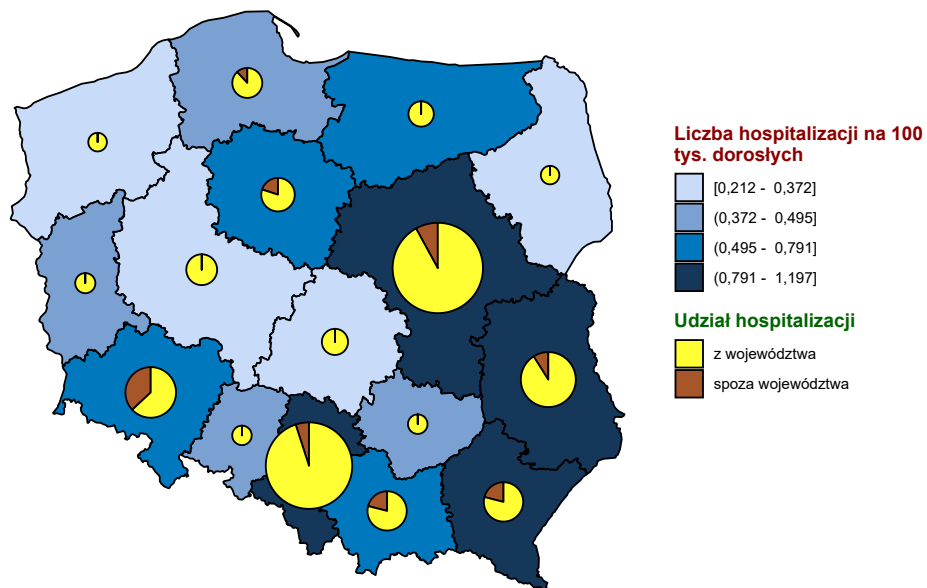 Liczba hospitalizacji na 100
tys. dorosłych
[0,212 - 0,372]
(0,372 - 0,495]
(0,495 - 0,791]
(0,791 - 1,197]
Udział hospitalizacji
z województwa
spoza województwa